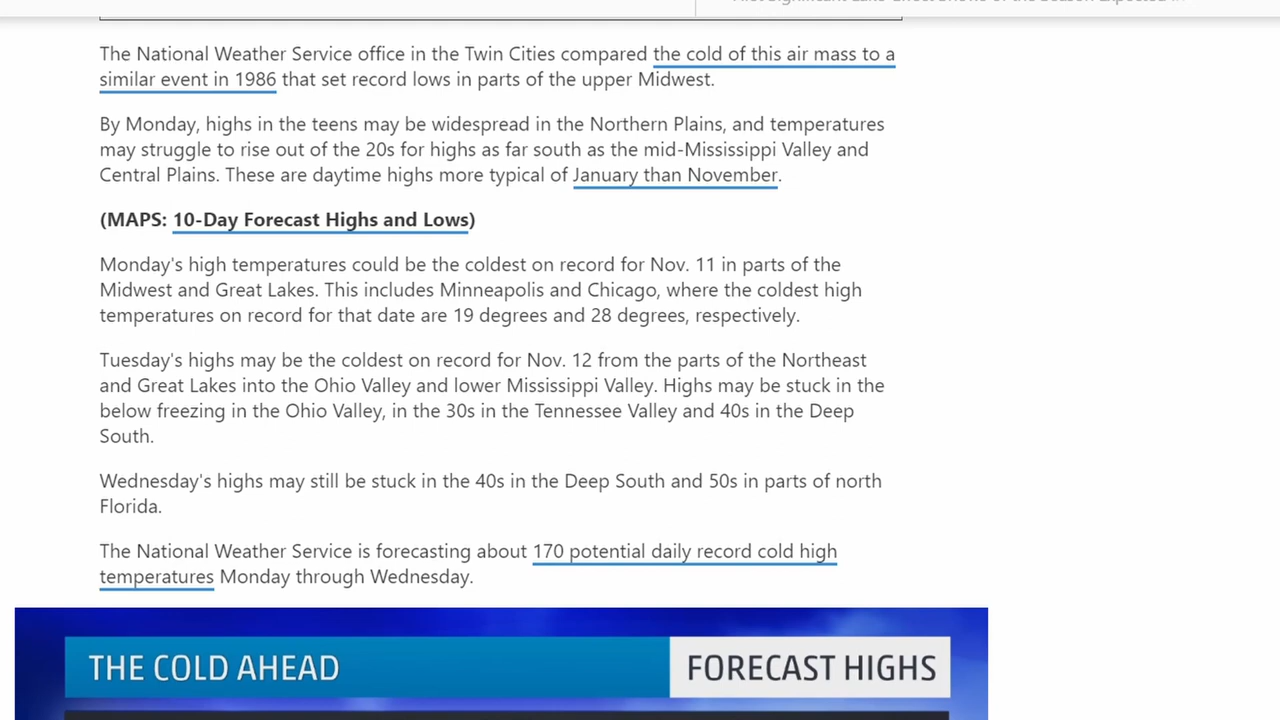 The National Weather Service office in the Twin Cities compared the cold of this air mass to a
similar event in 1986 that set record lows in parts of the upper Midwest.
By Monday, highs in the teens may be widespread in the Northern Plains, and temperatures
may struggle to rise out of the 20s for highs as far south as the mid-Mississippi Valley and
Central Plains. These are daytime highs more typical of January than November.
(MAPS: 10-Day Forecast Highs and Lows)
Monday's high temperatures could be the coldest on record for Nov. 11 in parts of the
Midwest and Great Lakes. This includes Minneapolis and Chicago, where the coldest high
temperatures on record for that date are 19 degrees and 28 degrees, respectively.
Tuesday's highs may be the coldest on record for Nov. 12 from the parts of the Northeast
and Great Lakes into the Ohio Valley and lower Mississippi Valley. Highs may be stuck in the
below freezing in the Ohio Valley, in the 30s in the Tennessee Valley and 40s in the Deep
South.
Wednesday's highs may still be stuck in the 40s in the Deep South and 50s in parts of north
Florida.
The National Weather Service is forecasting about 170 potential daily record cold high
temperatures Monday through Wednesday.
THE COLD AHEAD
FORECAST HIGHS